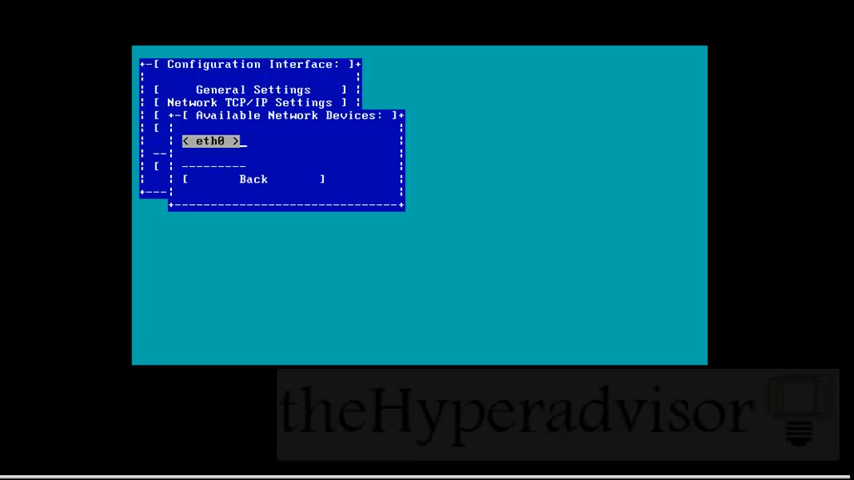 +-[ Configuration Interface: ]+
[ General Settings ]
[ Network TCP/IP Settings ]
[ +-[ Available Network Devices: ]+
[
< eth0 >_
--
---------
[
[ Back ]
+---
+-------------------------------+
theHyperadvisor